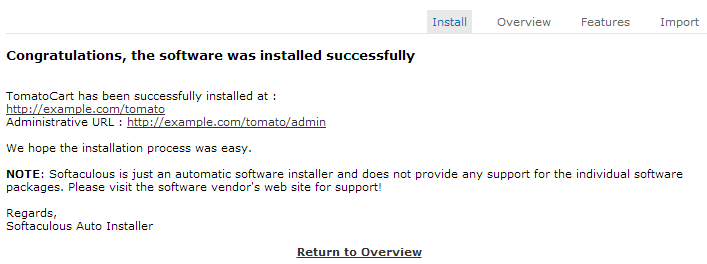 Install Overview Features Import
Congratulations, the software was installed successfully
TomatoCart has been successfully installed at :
http://example.com/tomato
Administrative URL : http://example.com/tomato/admin
We hope the installation process was easy.
NOTE: Softaculous is just an automatic software installer and does not provide any support for the individual software
packages. Please visit the software vendor's web site for support!
Regards,
Softaculous Auto Installer
Return to Overview